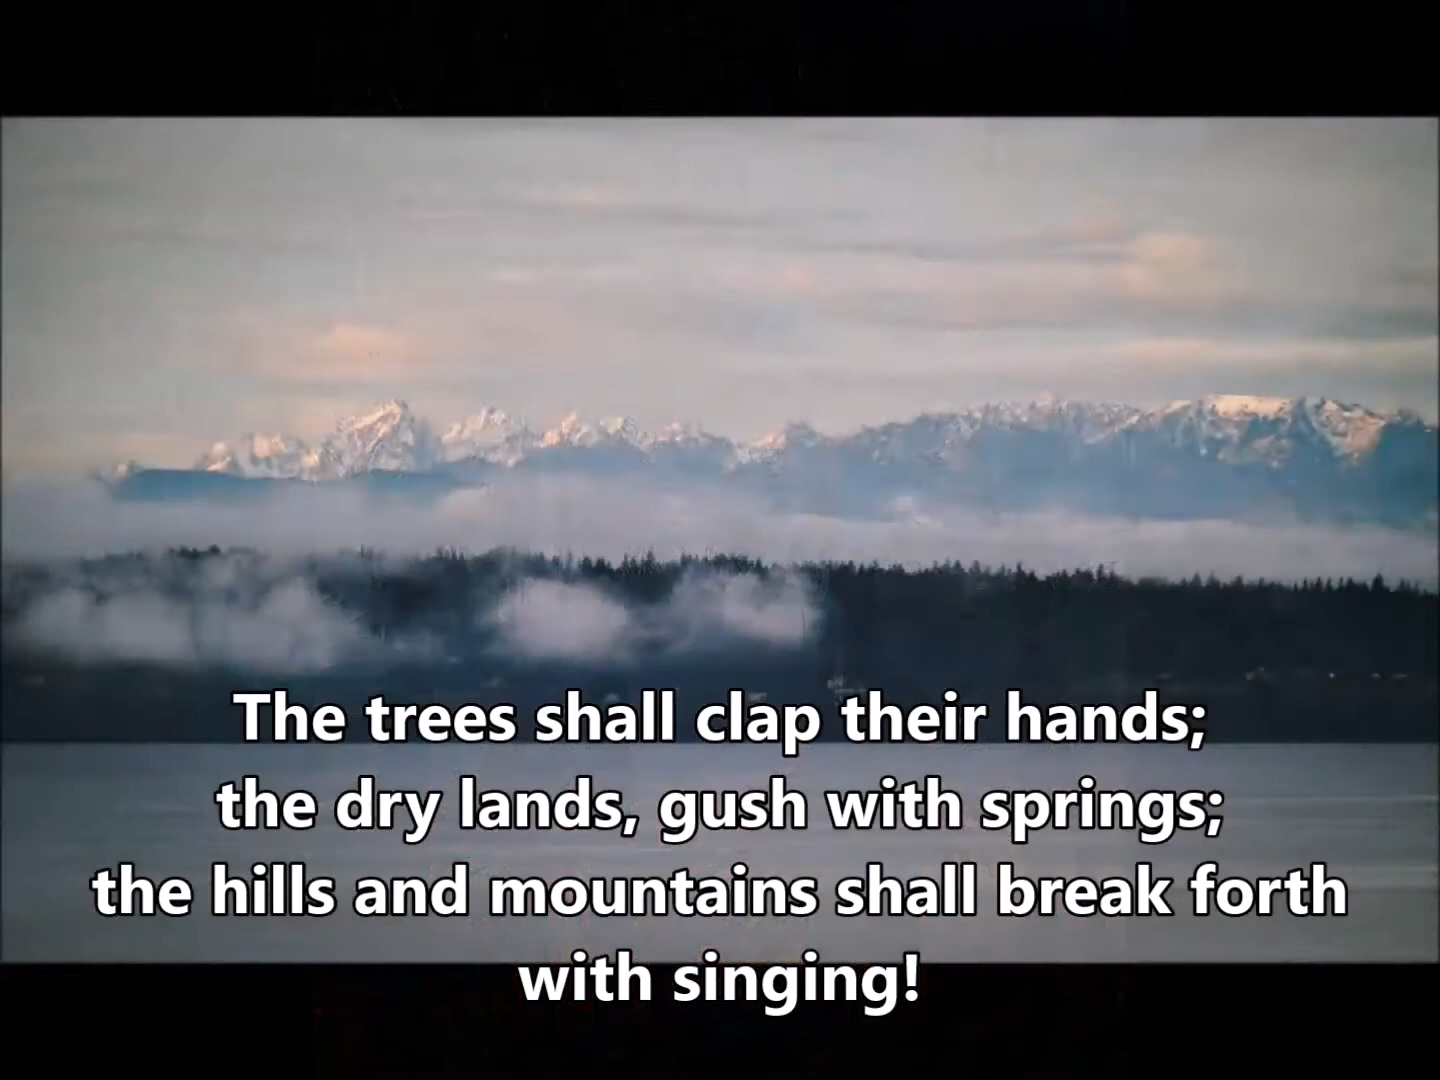 The trees shall clap their hands;
the dry lands, gush with springs;
the hills and mountains shall break forth
with singing!